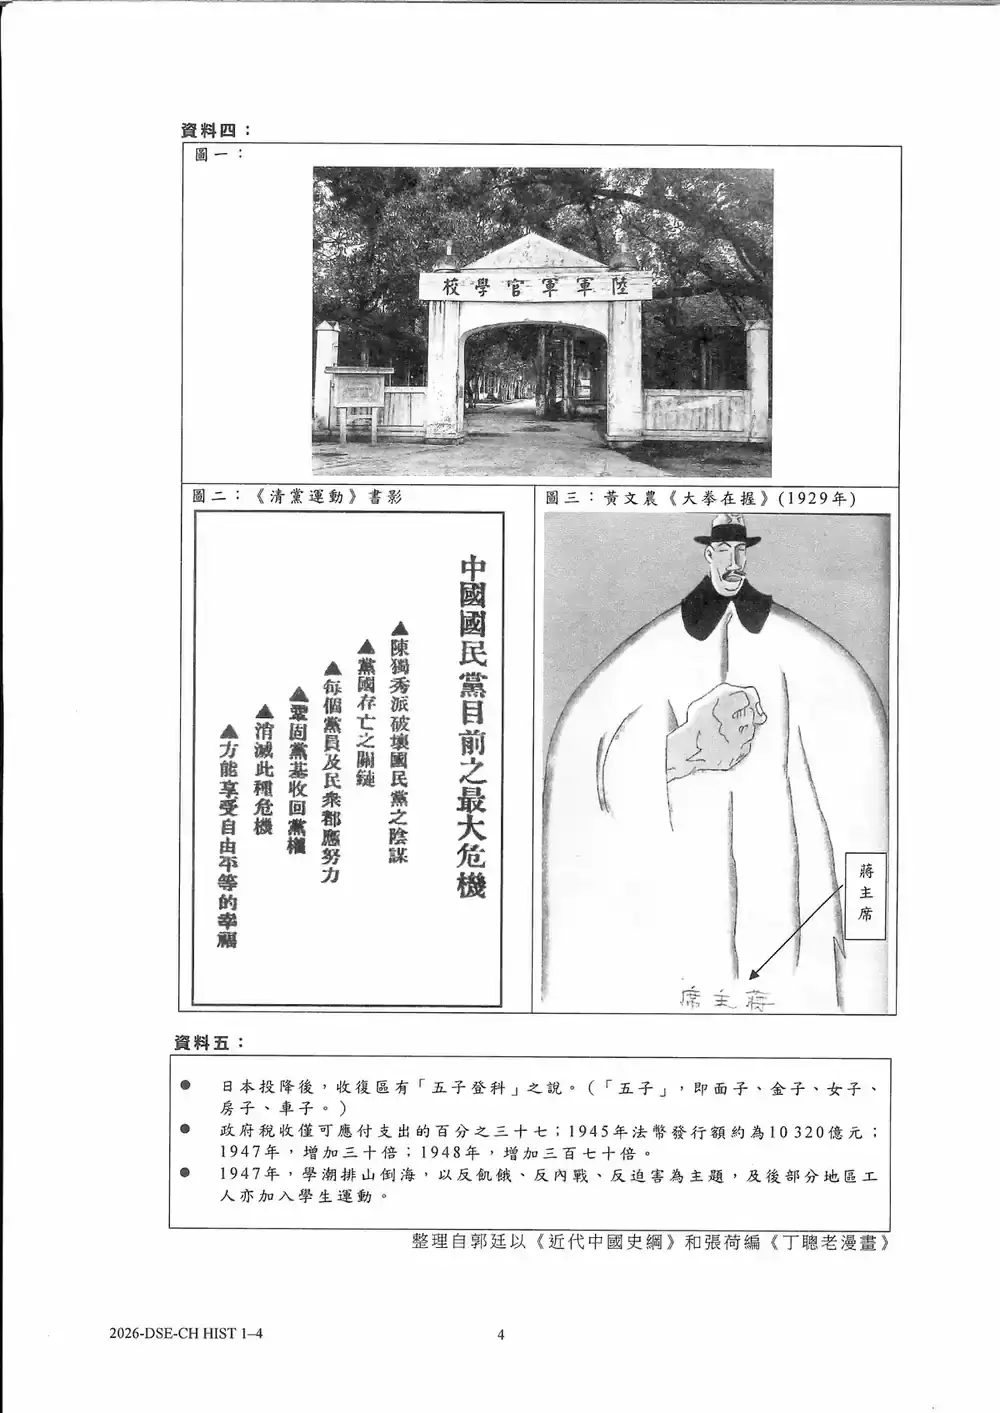 資料四：
圖一：
校學官軍軍陸
圖二：《清黨運動》書影
中國國民黨目前之最大危機
▲陳獨秀派破壞國民黨之陰謀
▲黨國存亡之關鍵
▲每個黨員及民衆都應努力
▲鞏固黨基收回黨權
▲消滅此種危機
▲方能享受自由平等的幸福
圖三：黃文農《大拳在握》(1929年)
蔣主席
席主蔣
資料五：
● 日本投降後，收復區有「五子登科」之說。（「五子」，即面子、金子、女子、
房子、車子。）
● 政府稅收僅可應付支出的百分之三十七；1945年法幣發行額約為10 320億元；
1947年，增加三十倍；1948年，增加三百七十倍。
● 1947年，學潮排山倒海，以反飢餓、反內戰、反迫害為主題，及後部分地區工
人亦加入學生運動。
整理自郭廷以《近代中國史綱》和張荷編《丁聰老漫畫》
2026-DSE-CH HIST 1–4
4